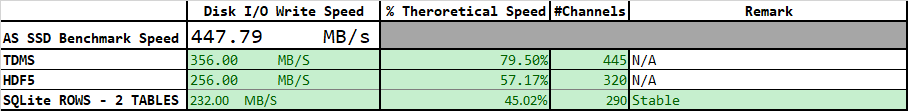 Disk I/O Write Speed % Therоretical Speed #Channels Remark
AS SSD Benchmark Speed 447.79 MB/s
TDMS 356.00 MB/S 79.50% 445 N/A
HDF5 256.00 MB/S 57.17% 320 N/A
SQLite ROWS - 2 TABLES 232.00 MB/S 45.02% 290 Stable